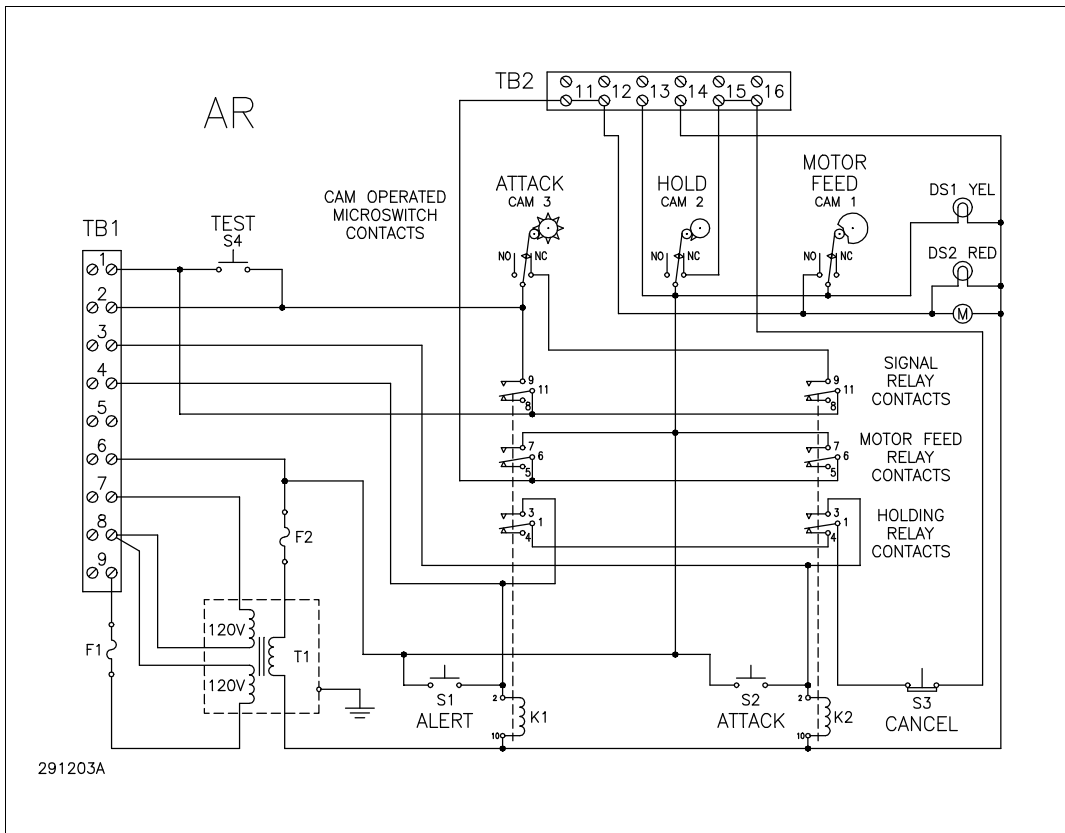 AR
TB2
11 12 13 14 15 16
CAM OPERATED
MICROSWITCH
CONTACTS
ATTACK
CAM 3
NO NC
HOLD
CAM 2
NO NC
MOTOR
FEED
CAM 1
NO NC
DS1 YEL
DS2 RED
M
TB1
1
2
3
4
5
6
7
8
9
TEST
S4
9
11
8
9
11
8
SIGNAL
RELAY
CONTACTS
7
6
5
7
6
5
MOTOR FEED
RELAY
CONTACTS
3
1
4
3
1
4
HOLDING
RELAY
CONTACTS
F2
F1
120V
120V
T1
S1
ALERT
2
K1
10
S2
ATTACK
2
K2
10
S3
CANCEL
291203A